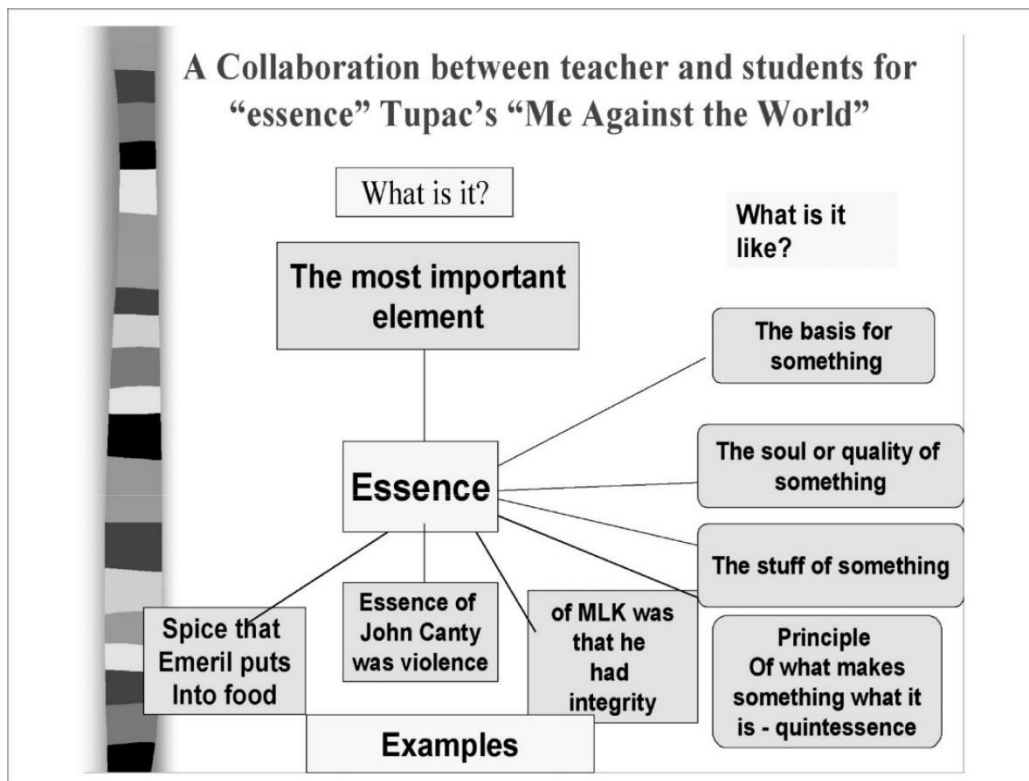 A Collaboration between teacher and students for
“essence” Tupac’s “Me Against the World”
What is it?
What is it
like?
The most important
element
The basis for
something
Essence
The soul or quality of
something
The stuff of something
Principle
Of what makes
something what it
is - quintessence
Spice that
Emeril puts
Into food
Essence of
John Canty
was violence
of MLK was
that he
had
integrity
Examples